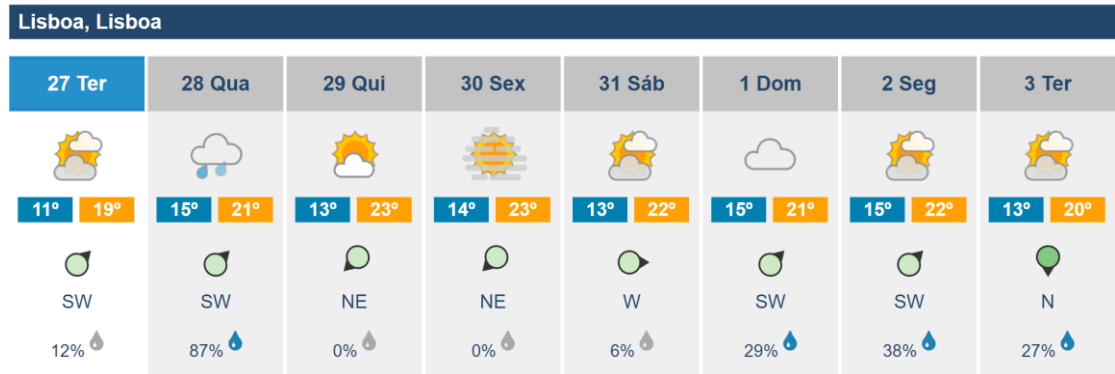 Lisboa, Lisboa
27 Ter 28 Qua 29 Qui 30 Sex 31 Sáb 1 Dom 2 Seg 3 Ter
11º 19º 15º 21º 13º 23º 14º 23º 13º 22º 15º 21º 15º 22º 13º 20º
SW SW NE NE W SW SW N
12% 87% 0% 0% 6% 29% 38% 27%